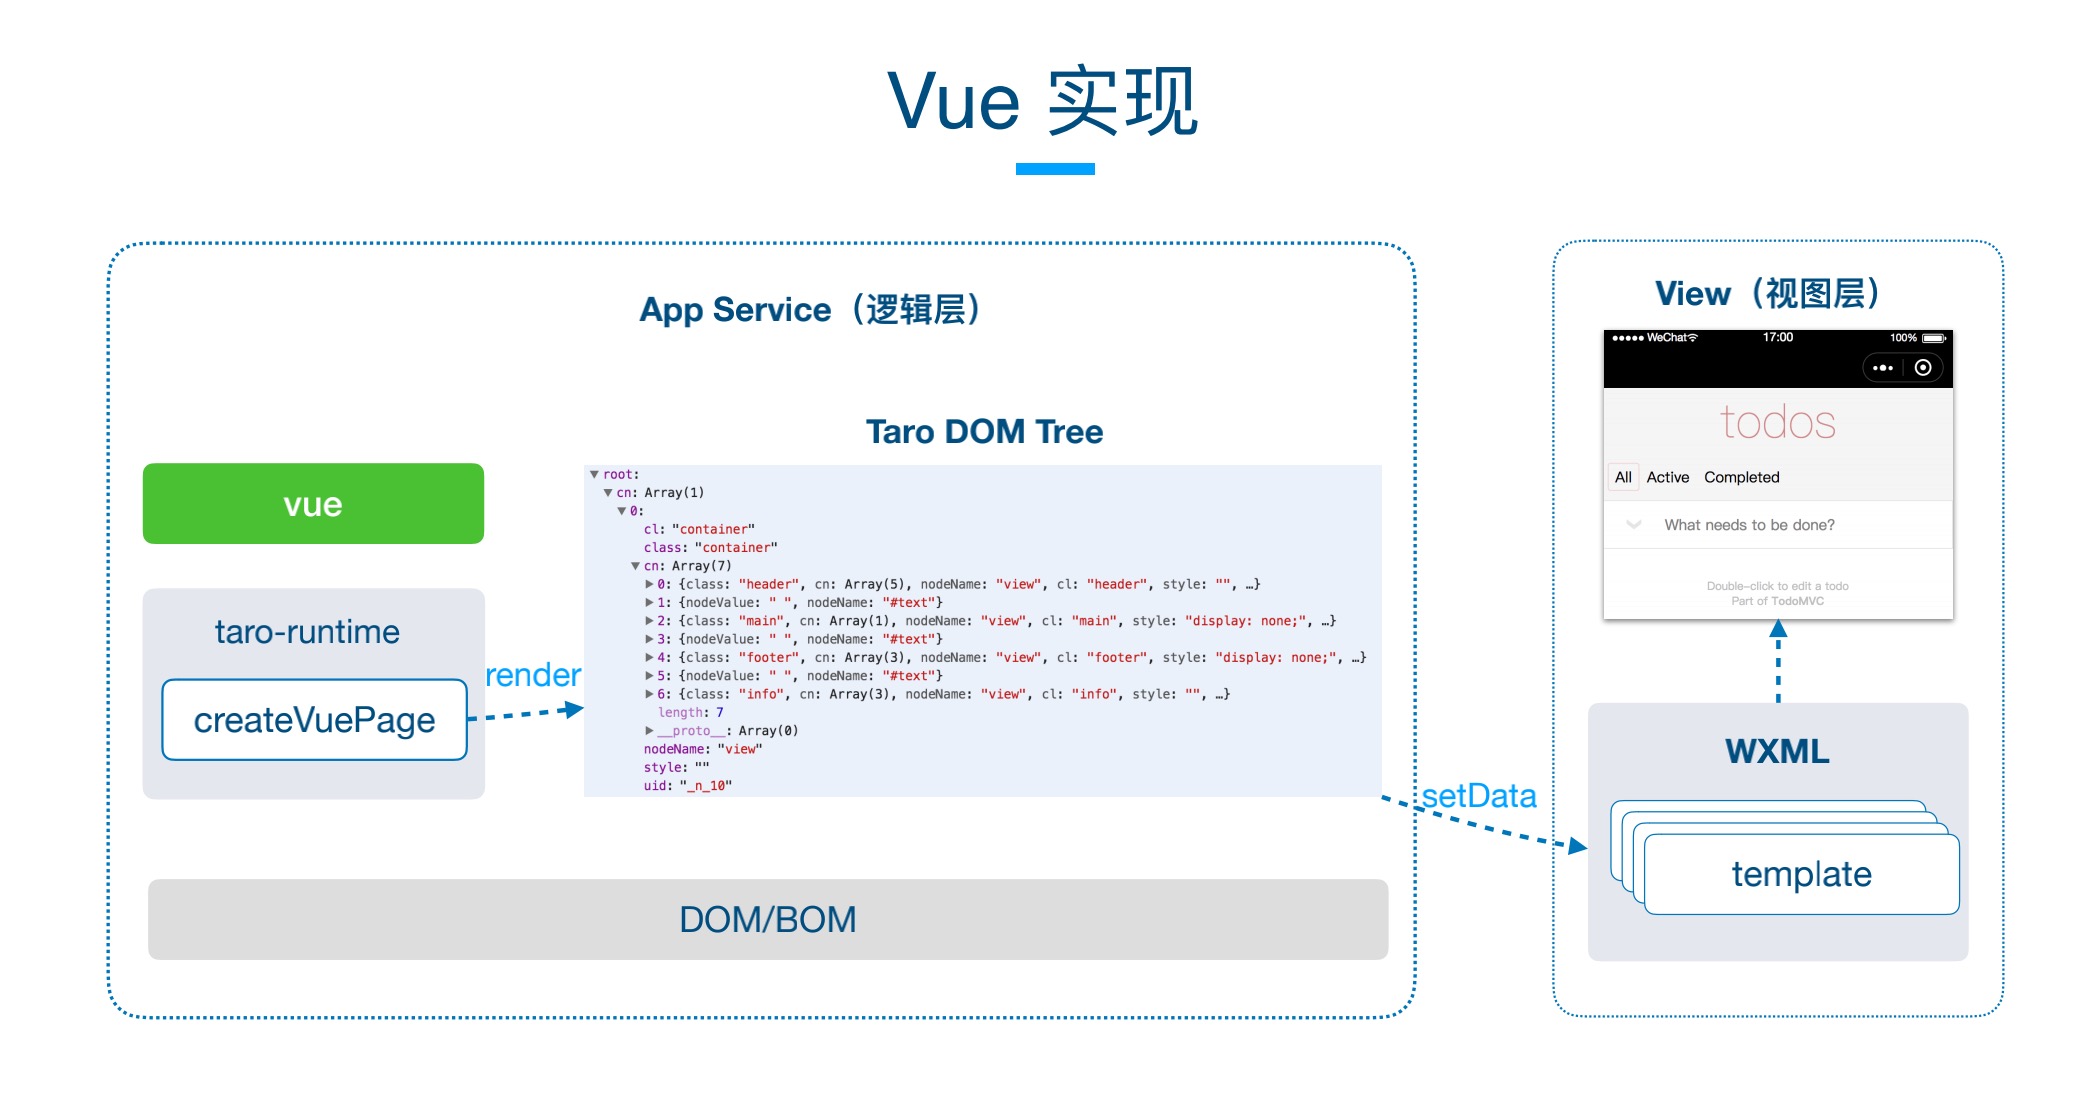 Vue 实现
App Service（逻辑层）
vue
taro-runtime
createVuePage
render
Taro DOM Tree
▼root:
▼cn: Array(1)
▼0:
cl: "container"
class: "container"
▼cn: Array(7)
▶0: {class: "header", cn: Array(5), nodeName: "view", cl: "header", style: "", …}
▶1: {nodeValue: " ", nodeName: "#text"}
▶2: {class: "main", cn: Array(1), nodeName: "view", cl: "main", style: "display: none;", …}
▶3: {nodeValue: " ", nodeName: "#text"}
▶4: {class: "footer", cn: Array(3), nodeName: "view", cl: "footer", style: "display: none;", …}
▶5: {nodeValue: " ", nodeName: "#text"}
▶6: {class: "info", cn: Array(3), nodeName: "view", cl: "info", style: "", …}
length: 7
▶__proto__: Array(0)
nodeName: "view"
style: ""
uid: "_n_10"
DOM/BOM
setData
View（视图层）
●●●●● WeChat 17:00 100%
todos
All Active Completed
What needs to be done?
Double-click to edit a todo
Part of TodoMVC
WXML
template